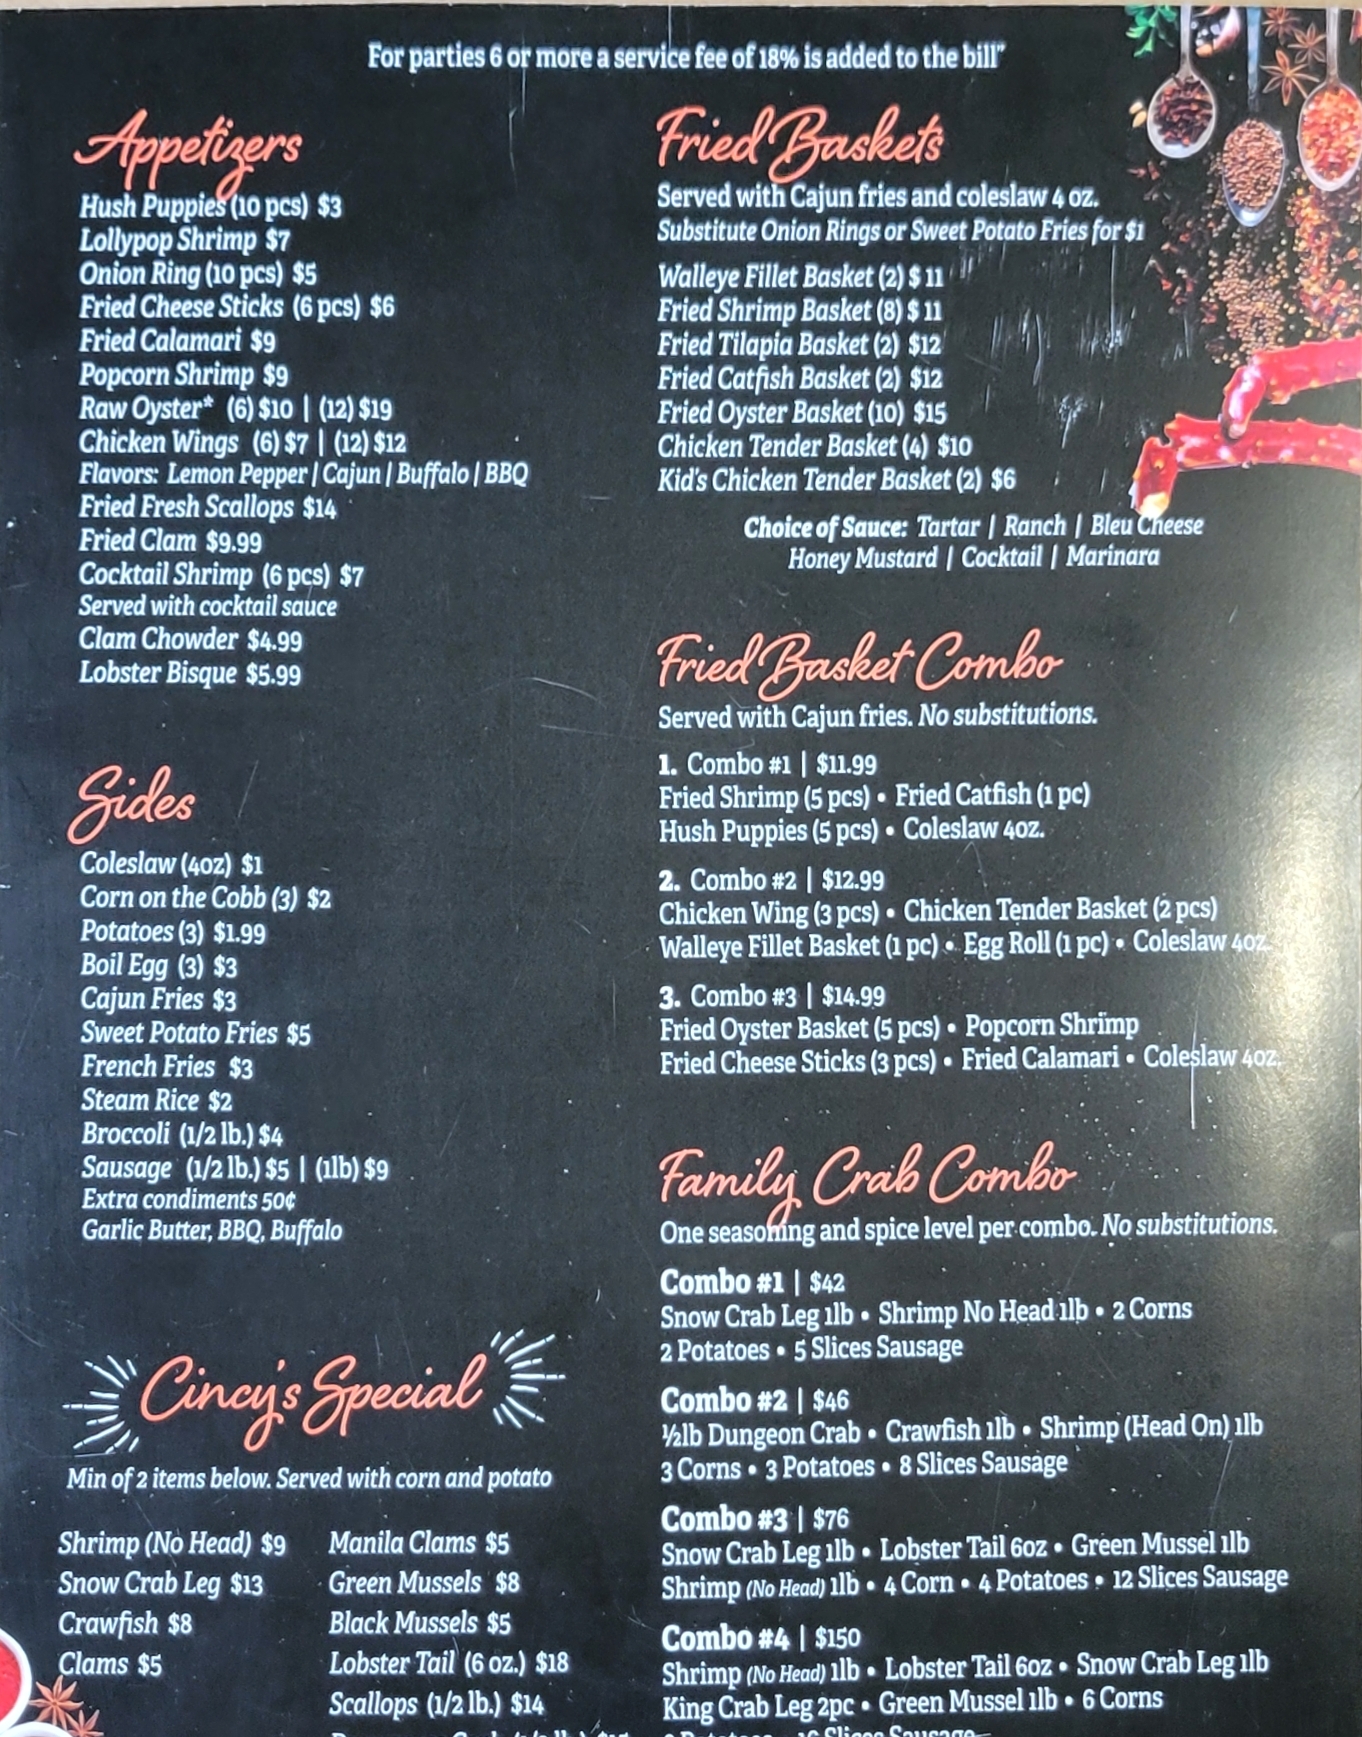 For parties 6 or more a service fee of 18% is added to the bill"
Appetizers
Hush Puppies (10 pcs) $3
Lollypop Shrimp $7
Onion Ring (10 pcs) $5
Fried Cheese Sticks (6 pcs) $6
Fried Calamari $9
Popcorn Shrimp $9
Raw Oyster* (6) $10 | (12) $19
Chicken Wings (6) $7 | (12) $12
Flavors: Lemon Pepper | Cajun | Buffalo | BBQ
Fried Fresh Scallops $14
Fried Clam $9.99
Cocktail Shrimp (6 pcs) $7
Served with cocktail sauce
Clam Chowder $4.99
Lobster Bisque $5.99
Sides
Coleslaw (4oz) $1
Corn on the Cobb (3) $2
Potatoes (3) $1.99
Boil Egg (3) $3
Cajun Fries $3
Sweet Potato Fries $5
French Fries $3
Steam Rice $2
Broccoli (1/2 lb.) $4
Sausage (1/2 lb.) $5 | (1lb) $9
Extra condiments 50¢
Garlic Butter, BBQ, Buffalo
Cincy's Special
Min of 2 items below. Served with corn and potato
Shrimp (No Head) $9
Snow Crab Leg $13
Crawfish $8
Clams $5
Manila Clams $5
Green Mussels $8
Black Mussels $5
Lobster Tail (6 oz.) $18
Scallops (1/2 lb.) $14
Fried Baskets
Served with Cajun fries and coleslaw 4 oz.
Substitute Onion Rings or Sweet Potato Fries for $1
Walleye Fillet Basket (2) $ 11
Fried Shrimp Basket (8) $ 11
Fried Tilapia Basket (2) $12
Fried Catfish Basket (2) $12
Fried Oyster Basket (10) $15
Chicken Tender Basket (4) $10
Kid's Chicken Tender Basket (2) $6
Choice of Sauce: Tartar | Ranch | Bleu Cheese
Honey Mustard | Cocktail | Marinara
Fried Basket Combo
Served with Cajun fries. No substitutions.
1. Combo #1 | $11.99
Fried Shrimp (5 pcs) • Fried Catfish (1 pc)
Hush Puppies (5 pcs) • Coleslaw 4oz.
2. Combo #2 | $12.99
Chicken Wing (3 pcs) • Chicken Tender Basket (2 pcs)
Walleye Fillet Basket (1 pc) • Egg Roll (1 pc) • Coleslaw 4oz.
3. Combo #3 | $14.99
Fried Oyster Basket (5 pcs) • Popcorn Shrimp
Fried Cheese Sticks (3 pcs) • Fried Calamari • Coleslaw 4oz.
Family Crab Combo
One seasoning and spice level per combo. No substitutions.
Combo #1 | $42
Snow Crab Leg 1lb • Shrimp No Head 1lb • 2 Corns
2 Potatoes • 5 Slices Sausage
Combo #2 | $46
½lb Dungeon Crab • Crawfish 1lb • Shrimp (Head On) 1lb
3 Corns • 3 Potatoes • 8 Slices Sausage
Combo #3 | $76
Snow Crab Leg 1lb • Lobster Tail 6oz • Green Mussel 1lb
Shrimp (No Head) 1lb • 4 Corn • 4 Potatoes • 12 Slices Sausage
Combo #4 | $150
Shrimp (No Head) 1lb • Lobster Tail 6oz • Snow Crab Leg 1lb
King Crab Leg 2pc • Green Mussel 1lb • 6 Corns
Potatoes • Slices Sausage